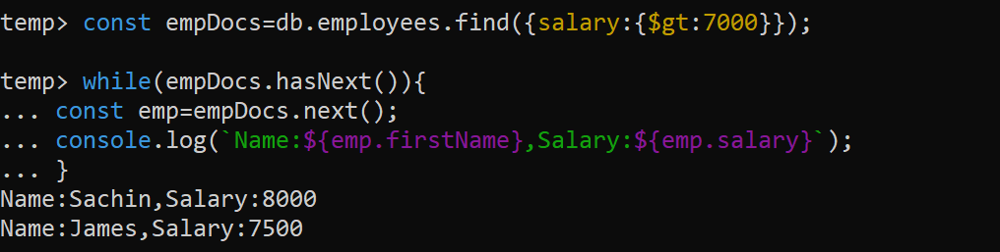 temp> const empDocs=db.employees.find({salary:{$gt:7000}});
temp> while(empDocs.hasNext()){
... const emp=empDocs.next();
... console.log(`Name:${emp.firstName},Salary:${emp.salary}`);
... }
Name:Sachin,Salary:8000
Name:James,Salary:7500